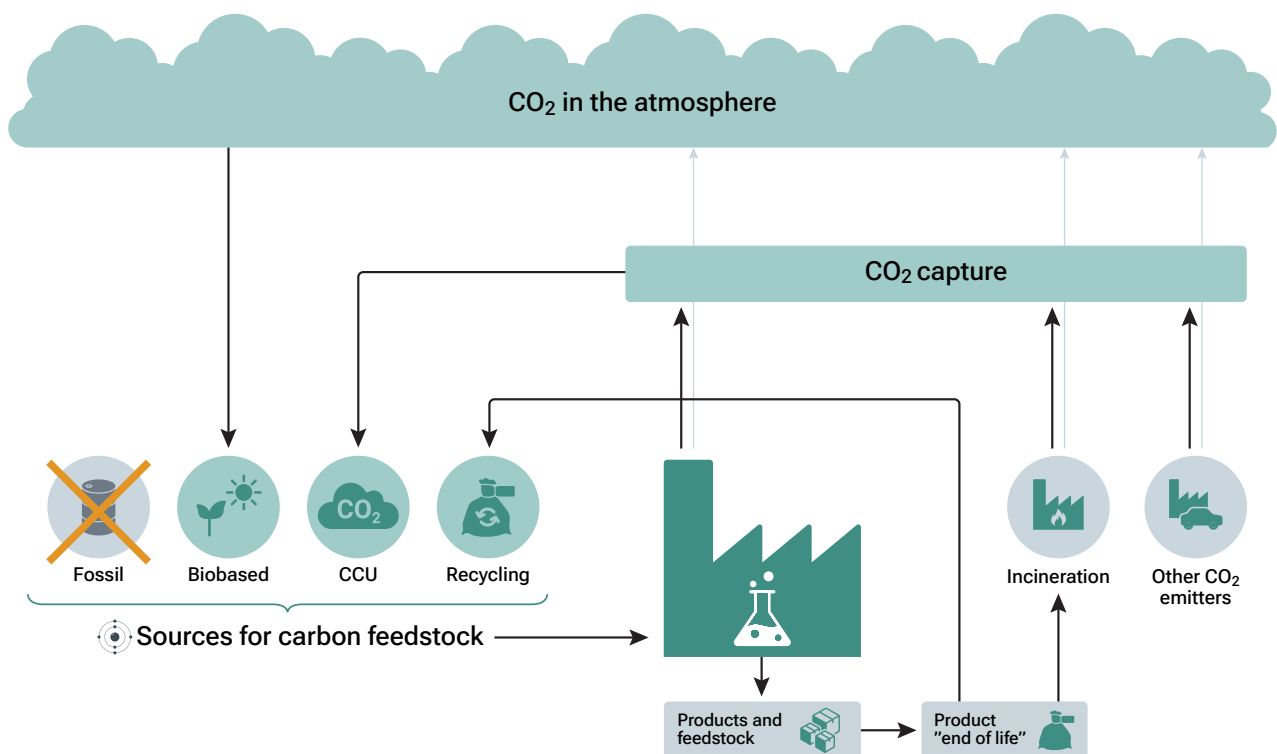 CO₂ in the atmosphere
CO₂ capture
CO₂
Fossil
Biobased
CCU
Recycling
Incineration
Other CO₂
emitters
Sources for carbon feedstock
Products and
feedstock
Product
”end of life”